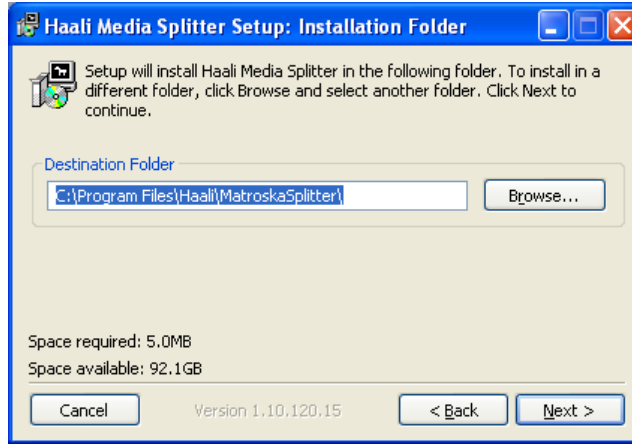 Haali Media Splitter Setup: Installation Folder
Setup will install Haali Media Splitter in the following folder. To install in a
different folder, click Browse and select another folder. Click Next to
continue.
Destination Folder
C:\Program Files\Haali\MatroskaSplitter\
Browse...
Space required: 5.0MB
Space available: 92.1GB
Cancel
Version 1.10.120.15
< Back
Next >